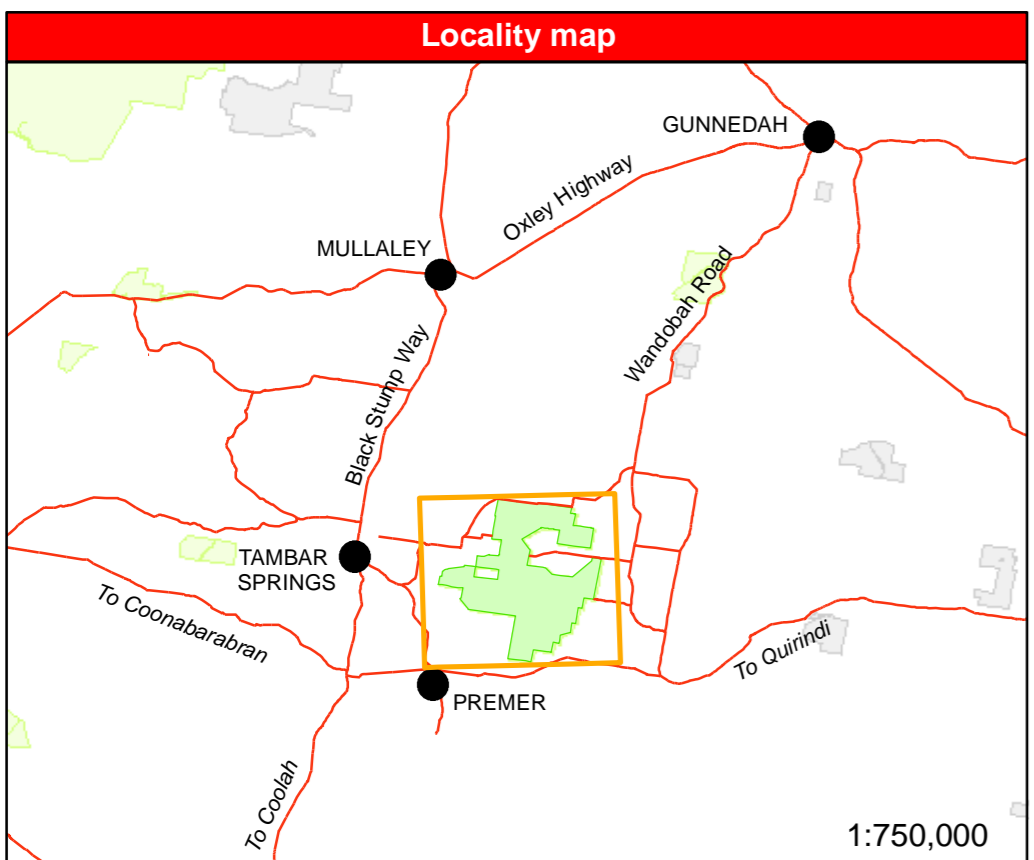 Locality map
GUNNEDAH
Oxley Highway
MULLALEY
Wandobah Road
Black Stump Way
TAMBAR
SPRINGS
To Coonabarabran
To Quirindi
PREMER
To Coolah
1:750,000